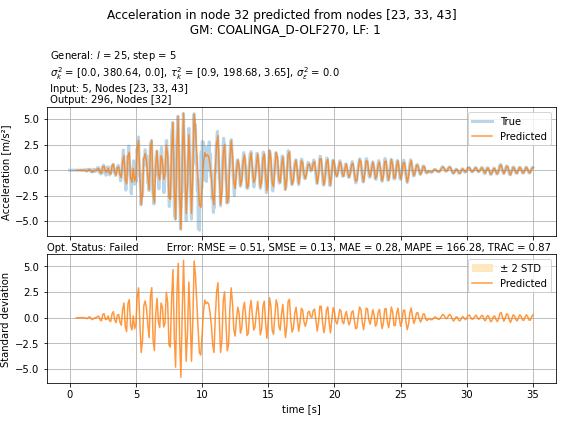 Acceleration in node 32 predicted from nodes [23, 33, 43]
GM: COALINGA_D-OLF270, LF: 1
General: l = 25, step = 5
σ²ₖ = [0.0, 380.64, 0.0], τ²ₖ = [0.9, 198.68, 3.65], σ²ₑ = 0.0
Input: 5, Nodes [23, 33, 43]
Output: 296, Nodes [32]
Acceleration [m/s²]
5.0
2.5
0.0
−2.5
−5.0
True
Predicted
Opt. Status: Failed Error: RMSE = 0.51, SMSE = 0.13, MAE = 0.28, MAPE = 166.28, TRAC = 0.87
Standard deviation
5.0
2.5
0.0
−2.5
−5.0
± 2 STD
Predicted
0 5 10 15 20 25 30 35
time [s]